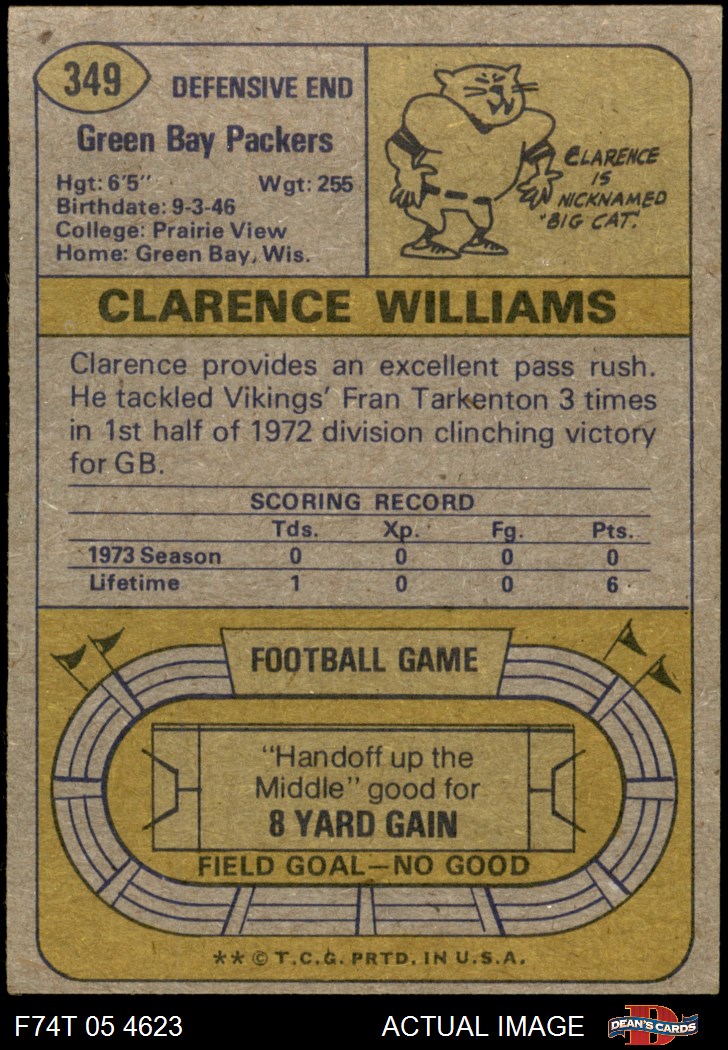 349
DEFENSIVE END
Green Bay Packers
Hgt: 6'5" Wgt: 255
Birthdate: 9-3-46
College: Prairie View
Home: Green Bay, Wis.
CLARENCE
IS
NICKNAMED
"BIG CAT."
CLARENCE WILLIAMS
Clarence provides an excellent pass rush.
He tackled Vikings' Fran Tarkenton 3 times
in 1st half of 1972 division clinching victory
for GB.
SCORING RECORD
Tds. Xp. Fg. Pts.
1973 Season 0 0 0 0
Lifetime 1 0 0 6
FOOTBALL GAME
"Handoff up the
Middle" good for
8 YARD GAIN
FIELD GOAL—NO GOOD
** © T.C.G. PRTD. IN U.S.A.
F74T 05 4623 ACTUAL IMAGE DEAN'S CARDS